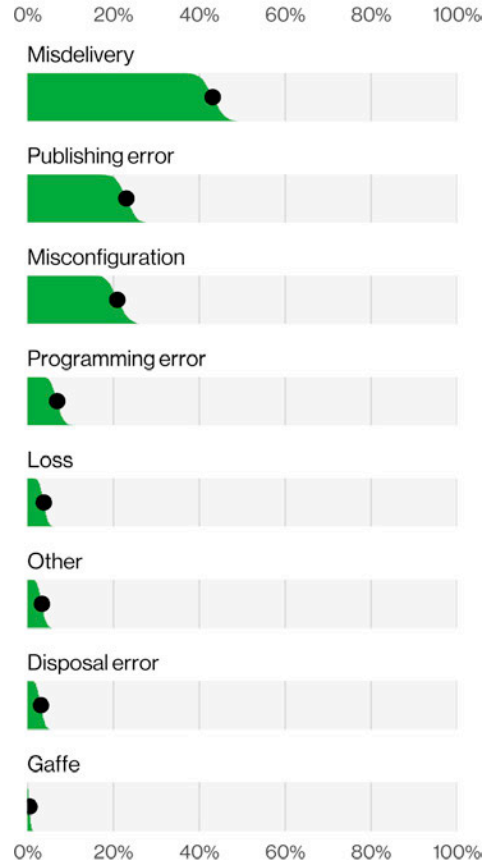 0% 20% 40% 60% 80% 100%
Misdelivery
Publishing error
Misconfiguration
Programming error
Loss
Other
Disposal error
Gaffe
0% 20% 40% 60% 80% 100%